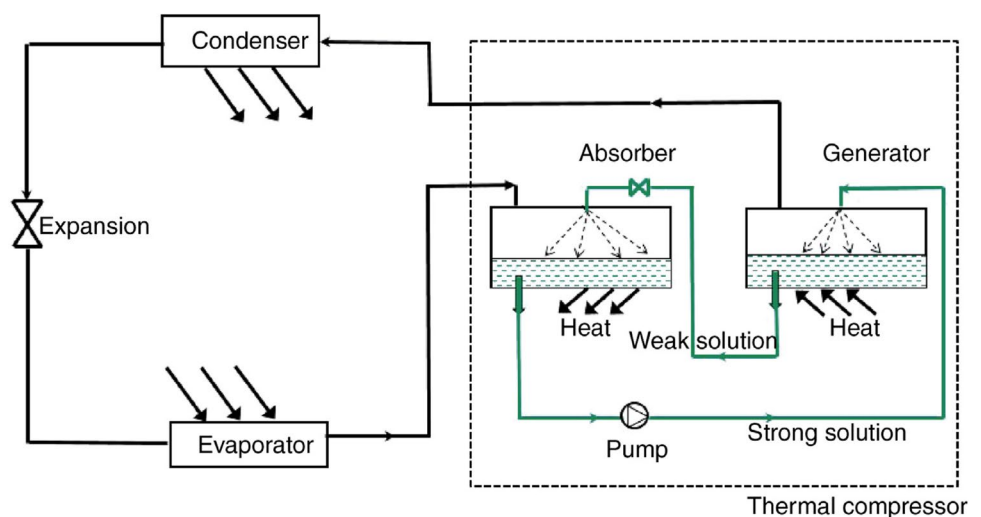 Condenser
Absorber
Generator
Expansion
Heat
Weak solution
Heat
Evaporator
Pump
Strong solution
Thermal compressor